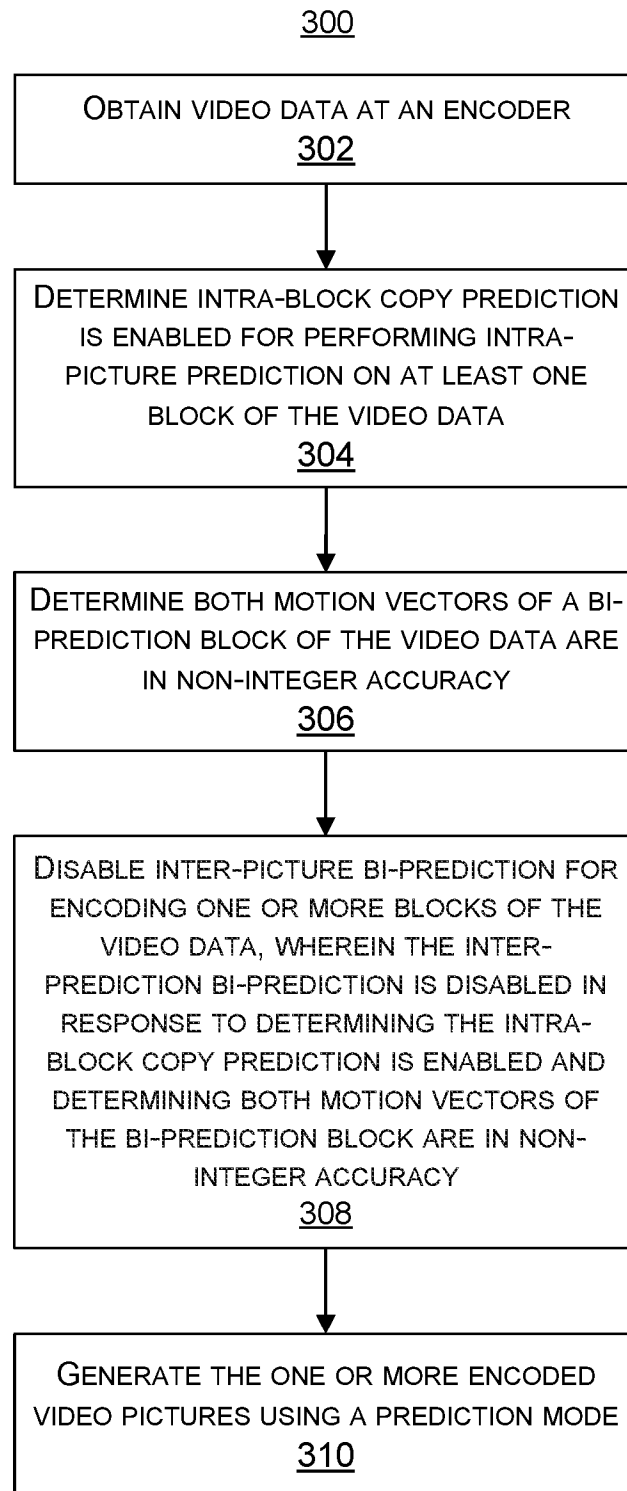 300
OBTAIN VIDEO DATA AT AN ENCODER
302
DETERMINE INTRA-BLOCK COPY PREDICTION
IS ENABLED FOR PERFORMING INTRA-
PICTURE PREDICTION ON AT LEAST ONE
BLOCK OF THE VIDEO DATA
304
DETERMINE BOTH MOTION VECTORS OF A BI-
PREDICTION BLOCK OF THE VIDEO DATA ARE
IN NON-INTEGER ACCURACY
306
DISABLE INTER-PICTURE BI-PREDICTION FOR
ENCODING ONE OR MORE BLOCKS OF THE
VIDEO DATA, WHEREIN THE INTER-
PREDICTION BI-PREDICTION IS DISABLED IN
RESPONSE TO DETERMINING THE INTRA-
BLOCK COPY PREDICTION IS ENABLED AND
DETERMINING BOTH MOTION VECTORS OF
THE BI-PREDICTION BLOCK ARE IN NON-
INTEGER ACCURACY
308
GENERATE THE ONE OR MORE ENCODED
VIDEO PICTURES USING A PREDICTION MODE
310